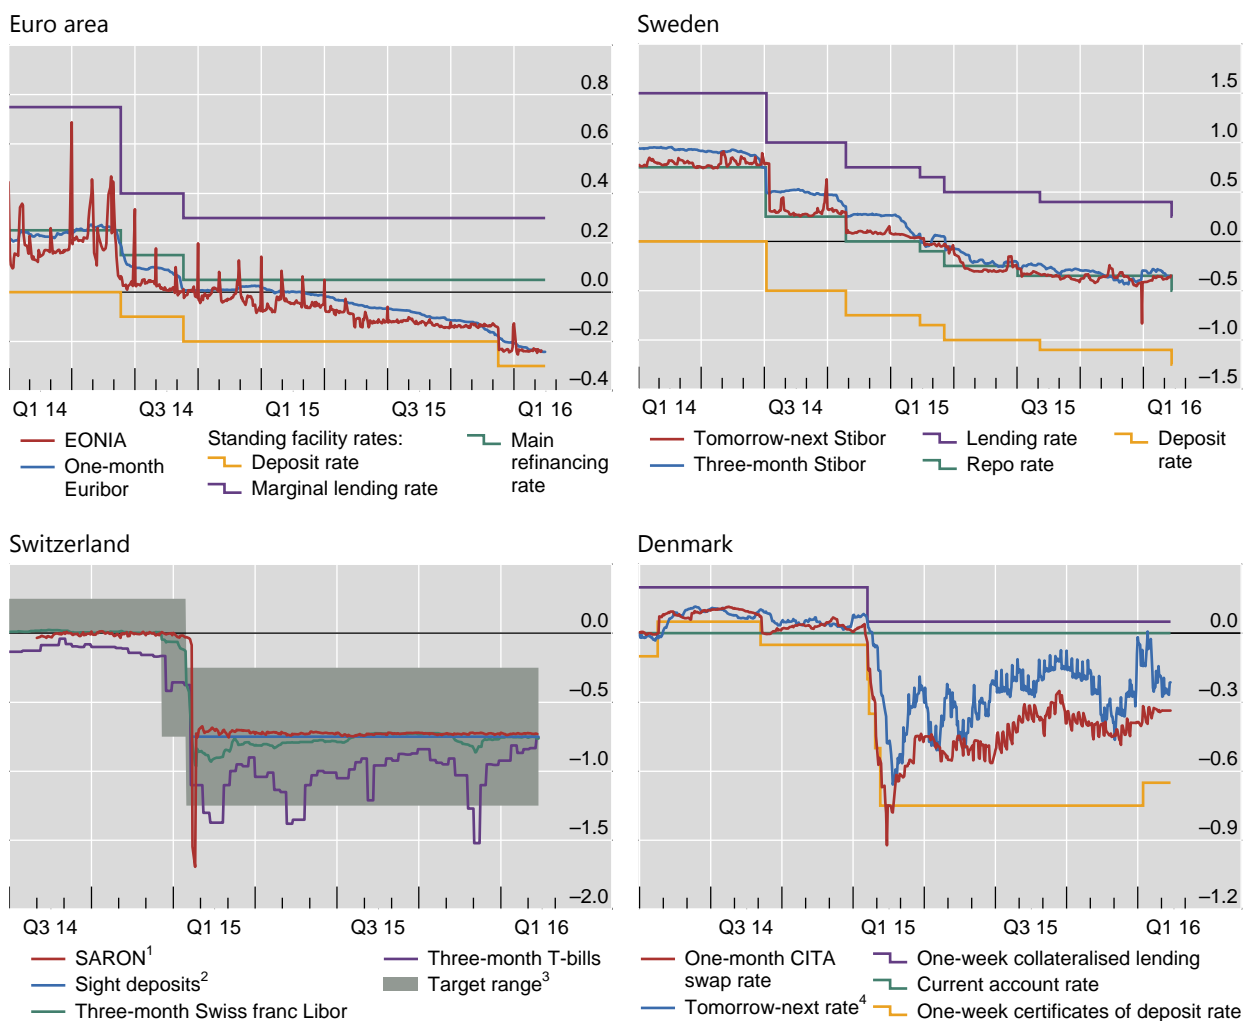 Euro area
0.8
0.6
0.4
0.2
0.0
–0.2
–0.4
Q1 14 Q3 14 Q1 15 Q3 15 Q1 16
EONIA
One-month
Euribor
Standing facility rates:
Deposit rate
Marginal lending rate
Main
refinancing
rate
Sweden
1.5
1.0
0.5
0.0
–0.5
–1.0
–1.5
Q1 14 Q3 14 Q1 15 Q3 15 Q1 16
Tomorrow-next Stibor
Three-month Stibor
Lending rate
Repo rate
Deposit
rate
Switzerland
0.0
–0.5
–1.0
–1.5
–2.0
Q3 14 Q1 15 Q3 15 Q1 16
SARON1
Sight deposits2
Three-month Swiss franc Libor
Three-month T-bills
Target range3
Denmark
0.0
–0.3
–0.6
–0.9
–1.2
Q3 14 Q1 15 Q3 15 Q1 16
One-month CITA
swap rate
Tomorrow-next rate4
One-week collateralised lending
Current account rate
One-week certificates of deposit rate